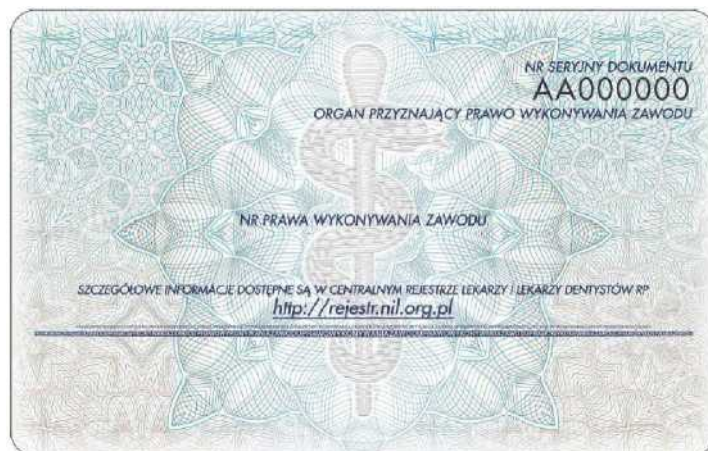 NR SERYJNY DOKUMENTU
AA000000
ORGAN PRZYZNAJĄCY PRAWO WYKONYWANIA ZAWODU
NR PRAWA WYKONYWANIA ZAWODU
SZCZEGÓŁOWE INFORMACJE DOSTĘPNE SĄ W CENTRALNYM REJESTRZE LEKARZY I LEKARZY DENTYSTÓW RP
http://rejestr.nil.org.pl